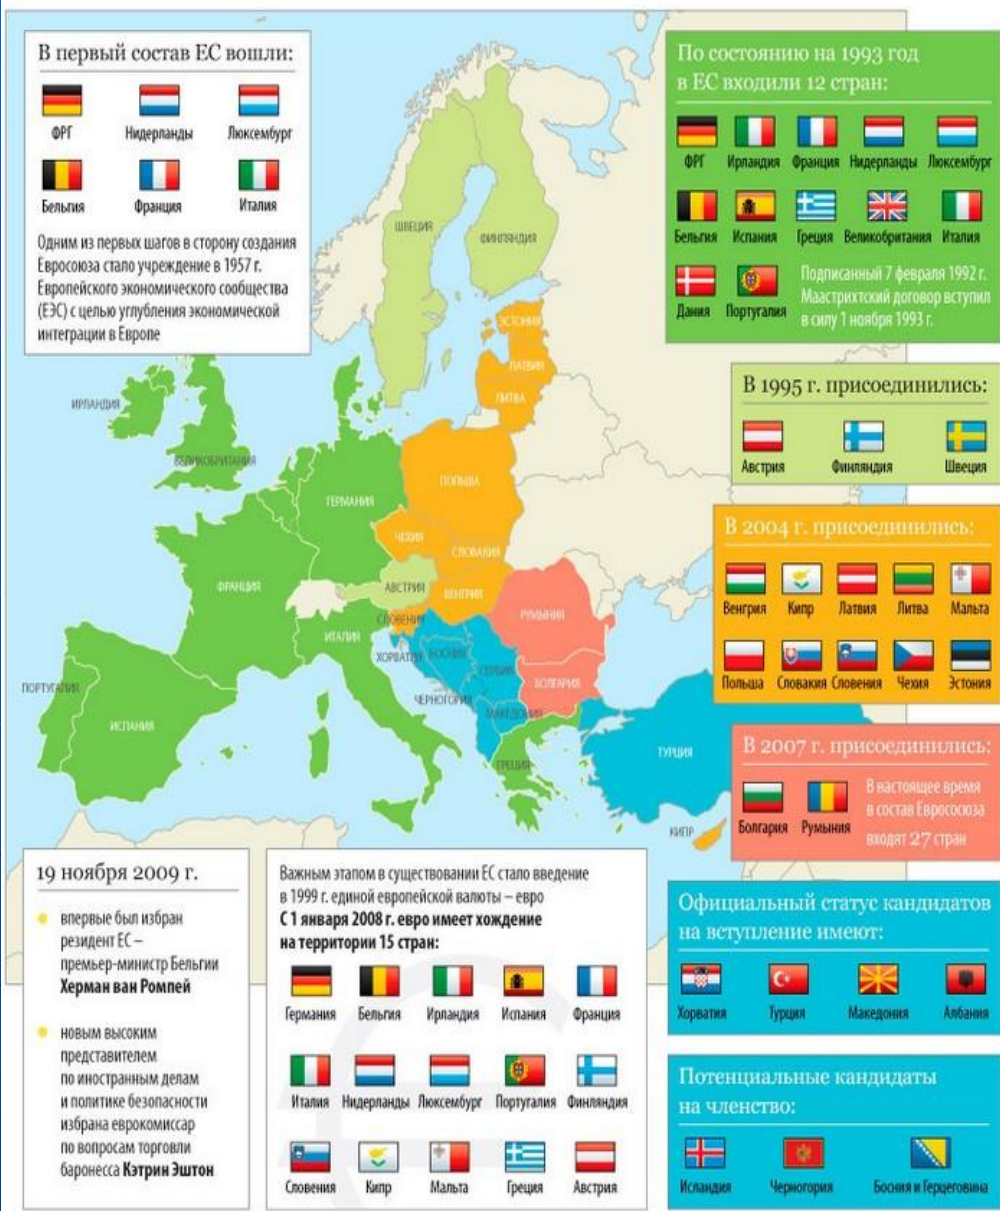 В первый состав ЕС вошли:
ФРГ Нидерланды Люксембург
Бельгия Франция Италия
Одним из первых шагов в сторону создания
Евросоюза стало учреждение в 1957 г.
Европейского экономического сообщества
(ЕЭС) с целью углубления экономической
интеграции в Европе
По состоянию на 1993 год
в ЕС входили 12 стран:
ФРГ Ирландия Франция Нидерланды Люксембург
Бельгия Испания Греция Великобритания Италия
Дания Португалия
Подписанный 7 февраля 1992 г.
Маастрихтский договор вступил
в силу 1 ноября 1993 г.
В 1995 г. присоединились:
Австрия Финляндия Швеция
В 2004 г. присоединились:
Венгрия Кипр Латвия Литва Мальта
Польша Словакия Словения Чехия Эстония
В 2007 г. присоединились:
Болгария Румыния
В настоящее время
в состав Евросоюза
входят 27 стран
Официальный статус кандидатов
на вступление имеют:
Хорватия Турция Македония Албания
Потенциальные кандидаты
на членство:
Исландия Черногория Босния и Герцеговина
ШВЕЦИЯ
ФИНЛЯНДИЯ
ЭСТОНИЯ
ЛАТВИЯ
ЛИТВА
ИРЛАНДИЯ
ВЕЛИКОБРИТАНИЯ
ПОЛЬША
ГЕРМАНИЯ
ЧЕХИЯ
СЛОВАКИЯ
ФРАНЦИЯ
АВСТРИЯ
ВЕНГРИЯ
РУМЫНИЯ
СЛОВЕНИЯ
ИТАЛИЯ
ХОРВАТИЯ
БОСНИЯ
СЕРБИЯ
ПОРТУГАЛИЯ
ЧЕРНОГОРИЯ
БОЛГАРИЯ
МАКЕДОНИЯ
ИСПАНИЯ
ТУРЦИЯ
ГРЕЦИЯ
КИПР
19 ноября 2009 г.
впервые был избран
резидент ЕС –
премьер-министр Бельгии
Херман ван Ромпей
новым высоким
представителем
по иностранным делам
и политике безопасности
избрана еврокомиссар
по вопросам торговли
баронесса Кэтрин Эштон
Важным этапом в существовании ЕС стало введение
в 1999 г. единой европейской валюты – евро
С 1 января 2008 г. евро имеет хождение
на территории 15 стран:
Германия Бельгия Ирландия Испания Франция
Италия Нидерланды Люксембург Португалия Финляндия
Словения Кипр Мальта Греция Австрия